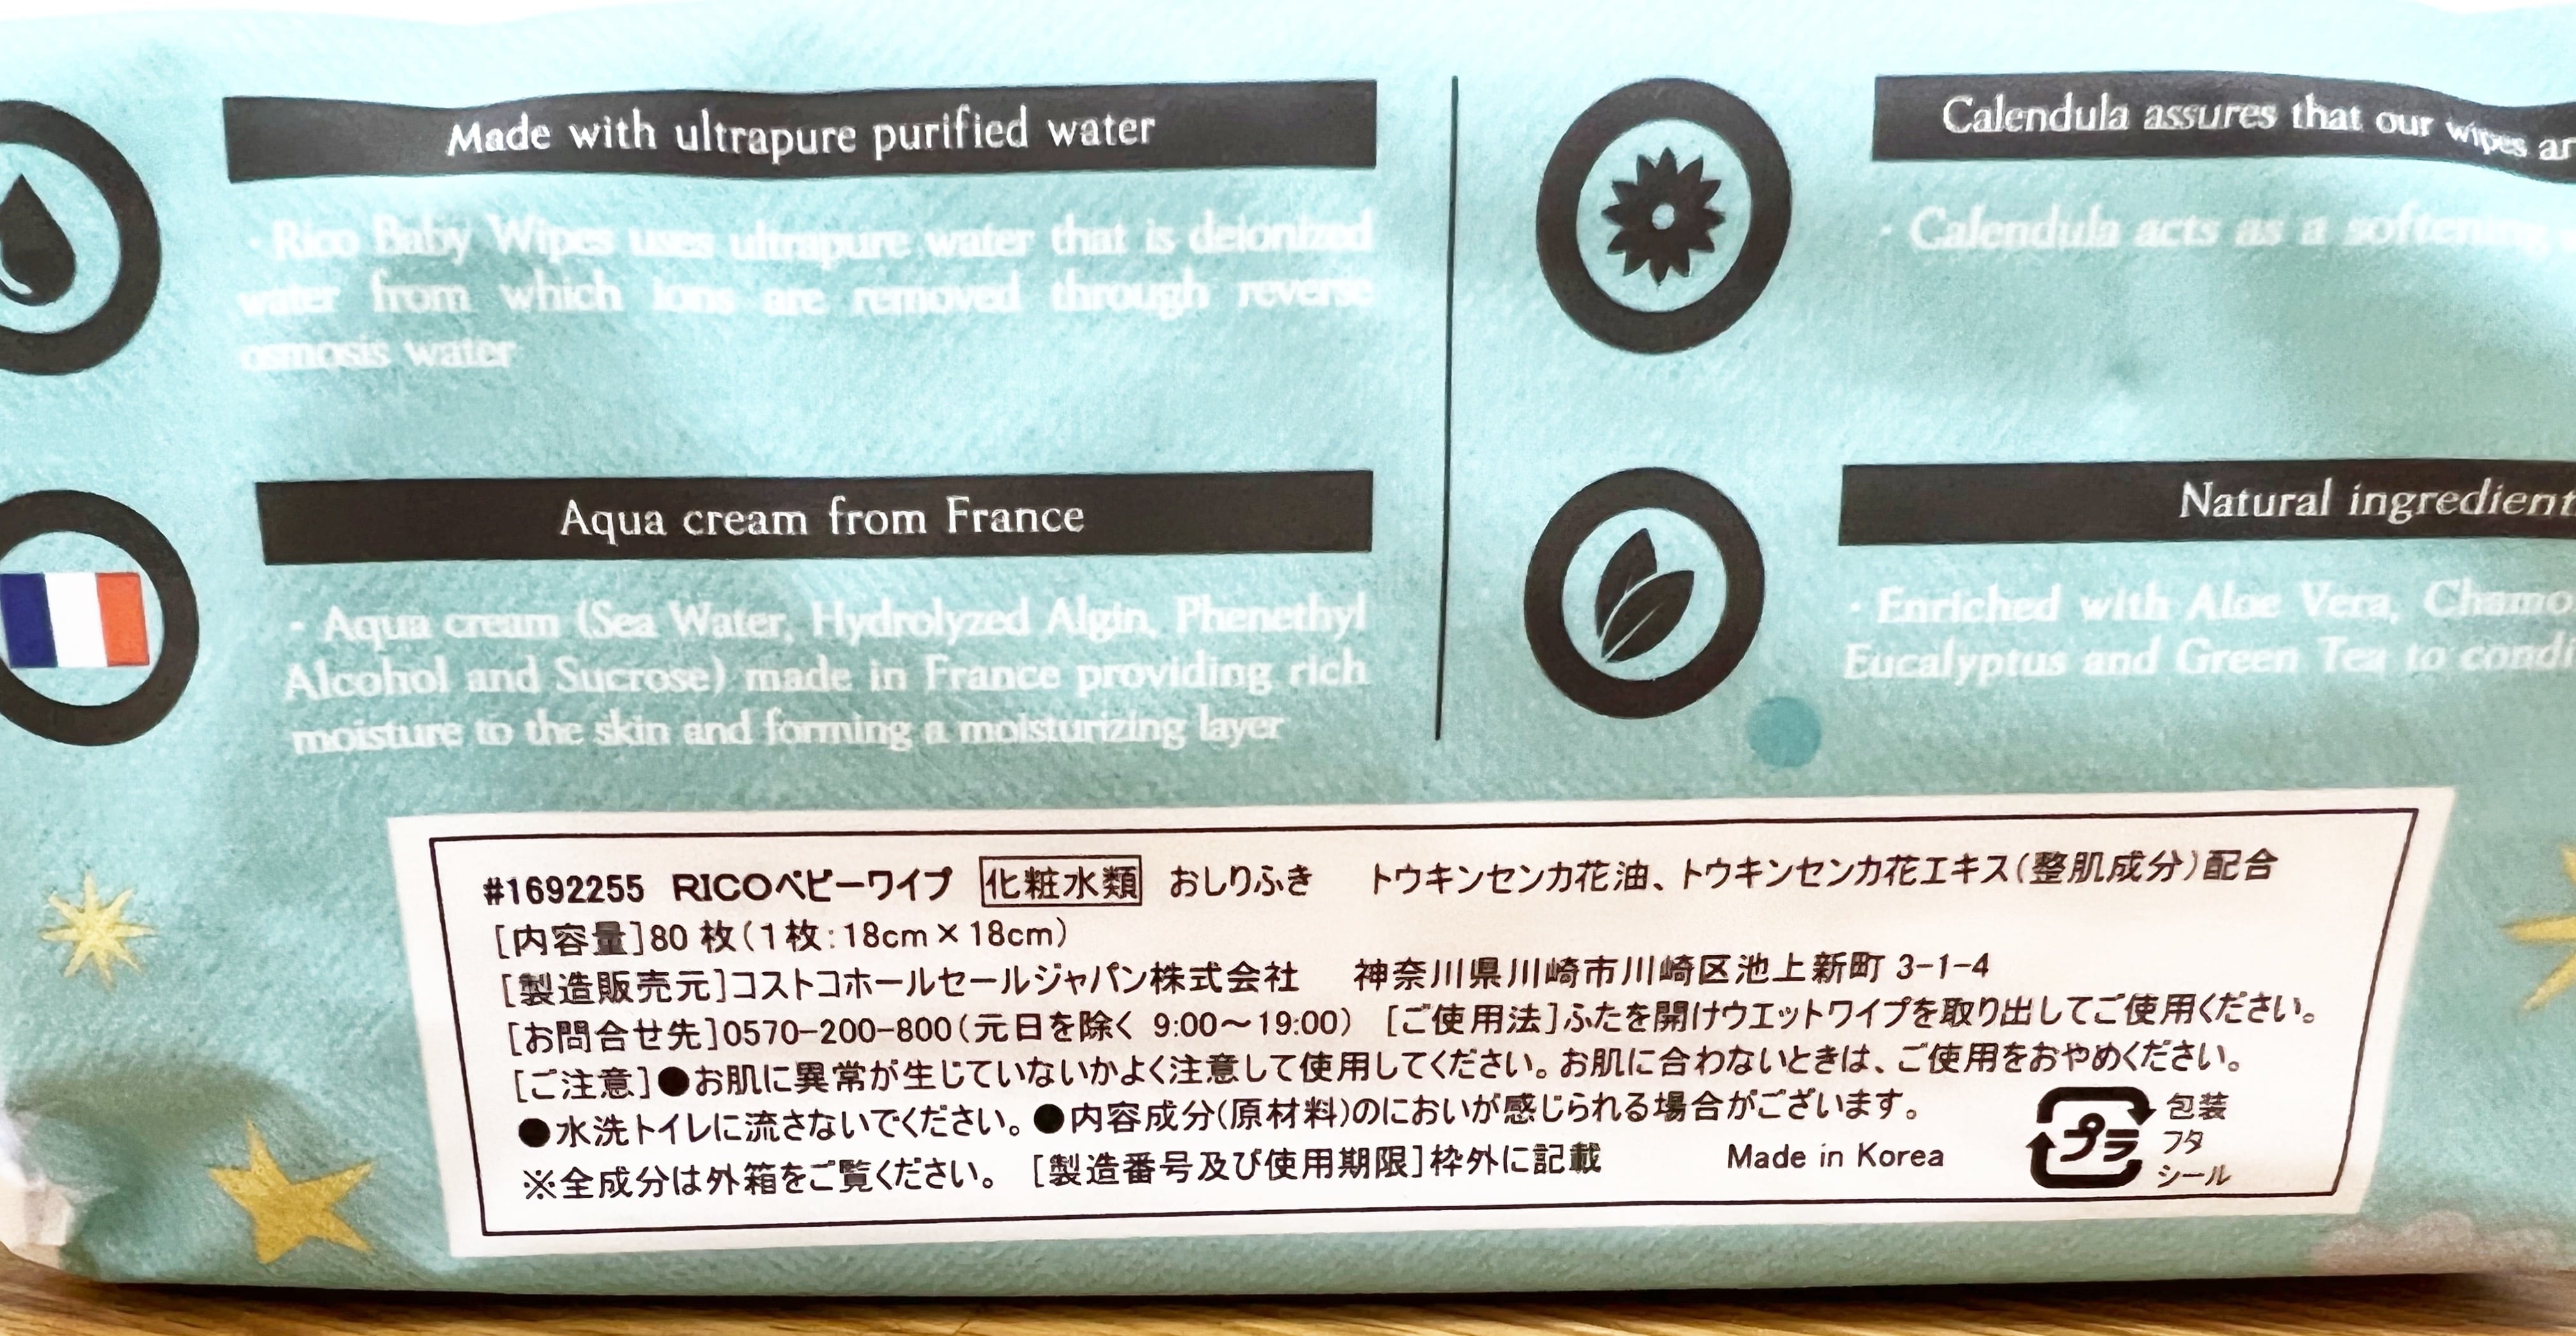 Made with ultrapure purified water
· Rico Baby Wipes uses ultrapure water that is deionized
water from which ions are removed through reverse
osmosis water
Aqua cream from France
· Aqua cream (Sea Water, Hydrolyzed Algin, Phenethyl
Alcohol and Sucrose) made in France providing rich
moisture to the skin and forming a moisturizing layer
Calendula assures that our wipes ar
· Calendula acts as a softening
Natural ingredient
· Enriched with Aloe Vera, Chamo
Eucalyptus and Green Tea to condi
#1692255 RICOベビーワイプ 化粧水類 おしりふき トウキンセンカ花油、トウキンセンカ花エキス(整肌成分)配合
[内容量]80 枚(1枚:18cm×18cm)
[製造販売元]コストコホールセールジャパン株式会社 神奈川県川崎市川崎区池上新町 3-1-4
[お問合せ先]0570-200-800(元日を除く 9:00～19:00) [ご使用法]ふたを開けウエットワイプを取り出してご使用ください。
[ご注意]●お肌に異常が生じていないかよく注意して使用してください。お肌に合わないときは、ご使用をおやめください。
●水洗トイレに流さないでください。●内容成分(原材料)のにおいが感じられる場合がございます。
※全成分は外箱をご覧ください。 [製造番号及び使用期限]枠外に記載 Made in Korea
プラ
包装
フタ
シール